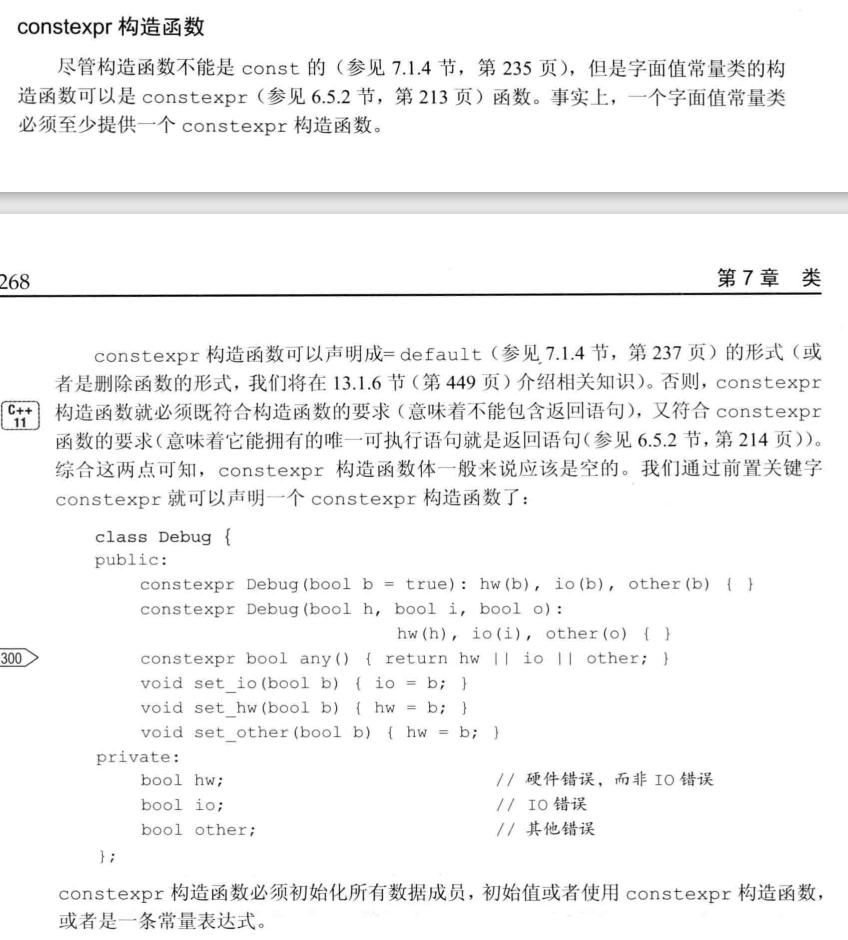 constexpr 构造函数
尽管构造函数不能是 const 的（参见 7.1.4 节，第 235 页），但是字面值常量类的构
造函数可以是 constexpr（参见 6.5.2 节，第 213 页）函数。事实上，一个字面值常量类
必须至少提供一个 constexpr 构造函数。
268
第 7 章 类
constexpr 构造函数可以声明成= default（参见 7.1.4 节，第 237 页）的形式（或
者是删除函数的形式，我们将在 13.1.6 节（第 449 页）介绍相关知识）。否则，constexpr
C++
11
构造函数就必须既符合构造函数的要求（意味着不能包含返回语句），又符合 constexpr
函数的要求（意味着它能拥有的唯一可执行语句就是返回语句（参见 6.5.2 节，第 214 页））。
综合这两点可知，constexpr 构造函数体一般来说应该是空的。我们通过前置关键字
constexpr 就可以声明一个 constexpr 构造函数了：
class Debug {
public:
constexpr Debug(bool b = true): hw(b), io(b), other(b) { }
constexpr Debug(bool h, bool i, bool o):
hw(h), io(i), other(o) { }
300
constexpr bool any() { return hw || io || other; }
void set_io(bool b) { io = b; }
void set_hw(bool b) { hw = b; }
void set_other(bool b) { hw = b; }
private:
bool hw; // 硬件错误，而非 IO 错误
bool io; // IO 错误
bool other; // 其他错误
};
constexpr 构造函数必须初始化所有数据成员，初始值或者使用 constexpr 构造函数，
或者是一条常量表达式。